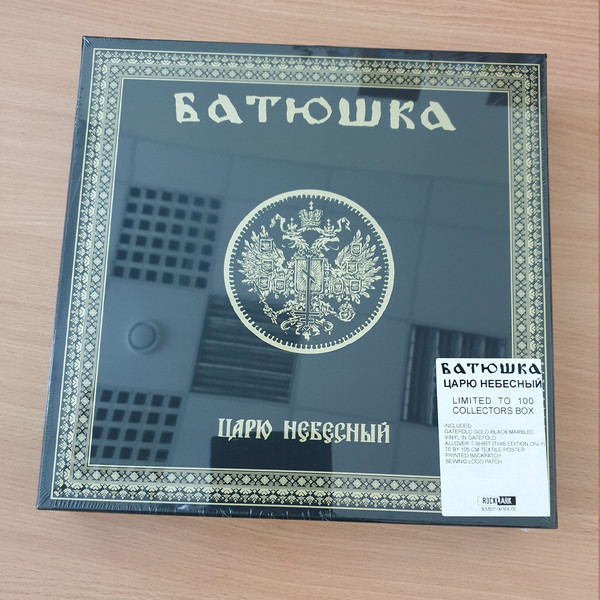 БАТЮШКА
ЦАРЮ НЕБЕСНЫЙ
БАТЮШКА
ЦАРЮ НЕБЕСНЫЙ
LIMITED TO 100
COLLECTORS BOX
INCLUDED:
GATEFOLD GOLD-BLACK MARBLED
VINYL IN GATEFOLD
ALLOVER T-SHIRT (THIS EDITION ONLY)
70 BY 105 CM TEXTILE POSTER
PRINTED BACKPATCH
SEWING LOGO PATCH